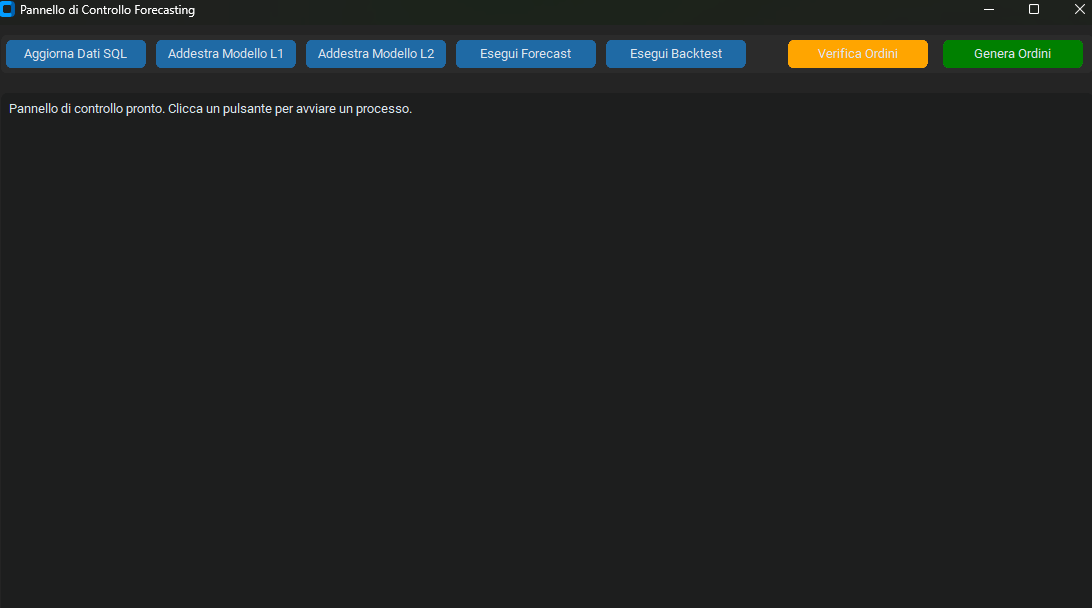 Pannello di Controllo Forecasting
Aggiorna Dati SQL Addestra Modello L1 Addestra Modello L2 Esegui Forecast Esegui Backtest Verifica Ordini Genera Ordini
Pannello di controllo pronto. Clicca un pulsante per avviare un processo.